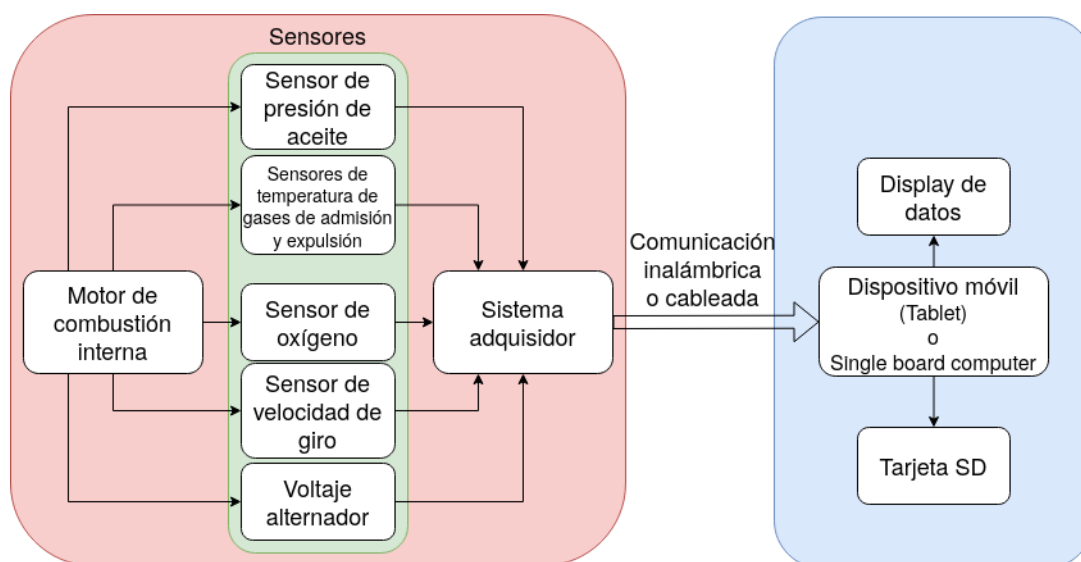 Sensores
Sensor de
presión de
aceite
Sensores de
temperatura de
gases de admisión
y expulsión
Motor de
combustión
interna
Sensor de
oxígeno
Sensor de
velocidad de
giro
Voltaje
alternador
Sistema
adquisidor
Comunicación
inalámbrica
o cableada
Display de
datos
Dispositivo móvil
(Tablet)
o
Single board computer
Tarjeta SD